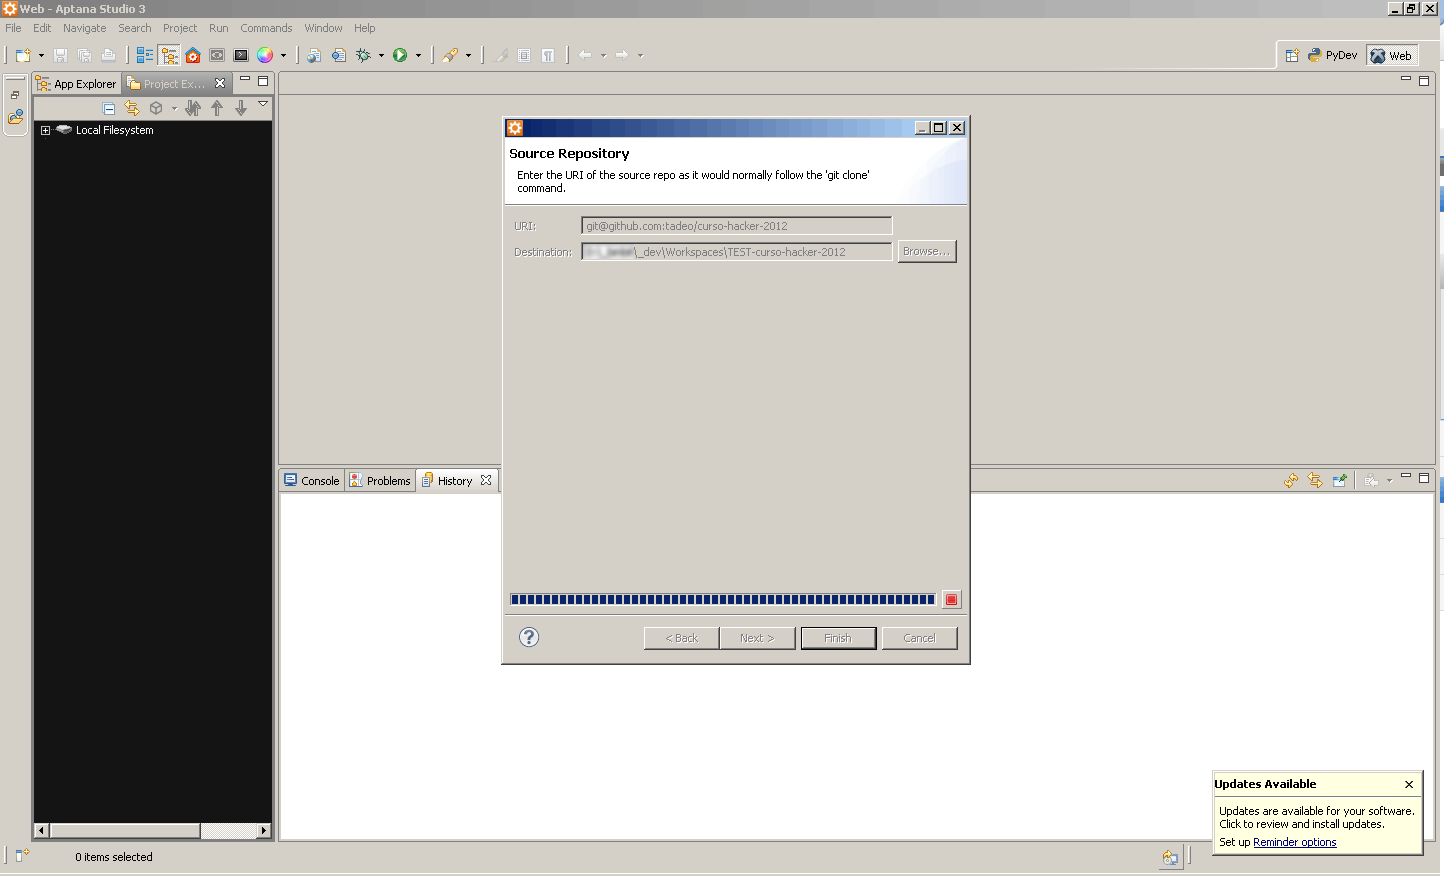 Web - Aptana Studio 3
File Edit Navigate Search Project Run Commands Window Help
PyDev Web
App Explorer Project Ex...
Local Filesystem
Source Repository
Enter the URI of the source repo as it would normally follow the 'git clone'
command.
URI: git@github.com:tadeo/curso-hacker-2012
Destination: \_dev\Workspaces\TEST-curso-hacker-2012 Browse...
Console Problems History
< Back Next > Finish Cancel
Updates Available
Updates are available for your software.
Click to review and install updates.
Set up Reminder options
0 items selected